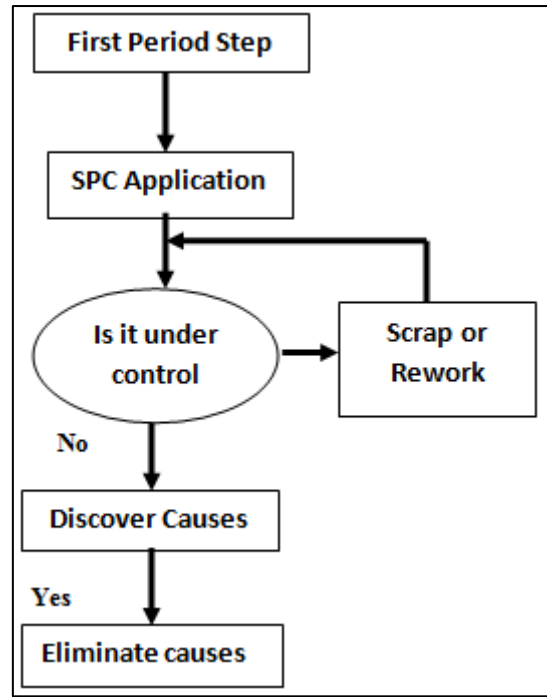 First Period Step
SPC Application
Is it under
control
Scrap or
Rework
No
Discover Causes
Yes
Eliminate causes